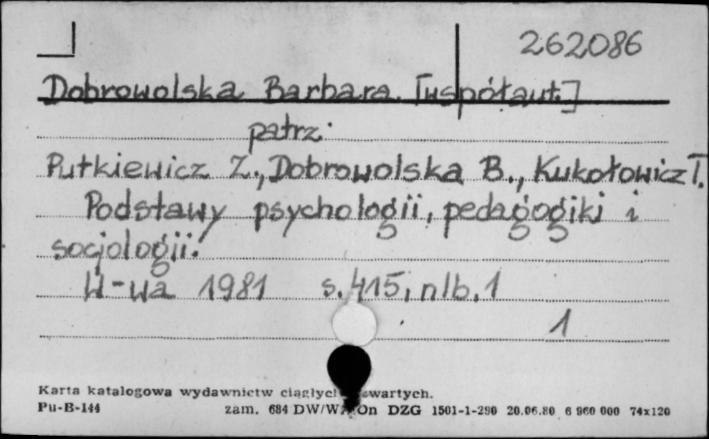 262086
Dobrowolska Barbara [współaut.]
patrz:
Putkiewicz Z., Dobrowolska B., Kukołowicz T.
Podstawy psychologii, pedagogiki i
socjologii.
W-wa 1981 s. 415, nlb. 1
1
Karta katalogowa wydawnictw ciągłych zwartych.
Pu-B-144 zam. 684 DW/W. On DZG 1501-1-290 20.06.80 6 960 000 74x120